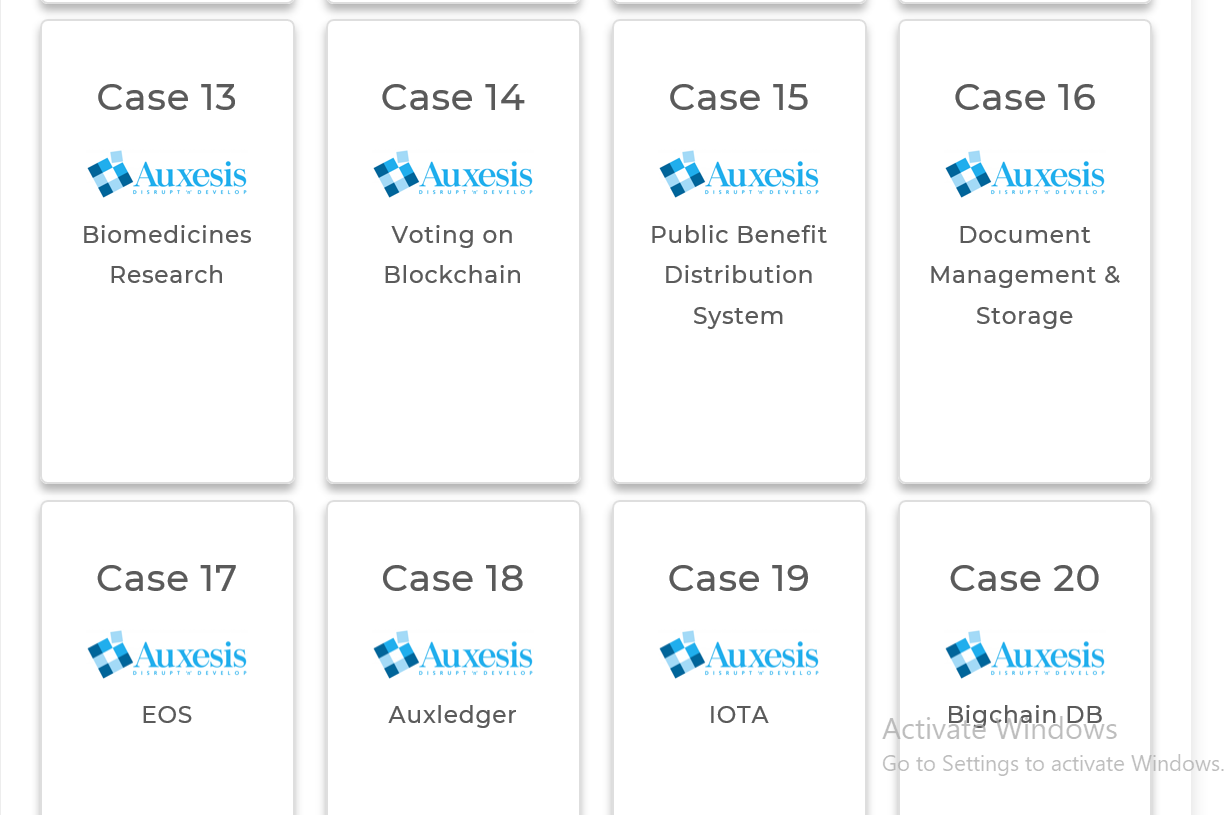 Case 13
Auxesis
DISRUPT 'N' DEVELOP
Biomedicines
Research
Case 14
Auxesis
DISRUPT 'N' DEVELOP
Voting on
Blockchain
Case 15
Auxesis
DISRUPT 'N' DEVELOP
Public Benefit
Distribution
System
Case 16
Auxesis
DISRUPT 'N' DEVELOP
Document
Management &
Storage
Case 17
Auxesis
DISRUPT 'N' DEVELOP
EOS
Case 18
Auxesis
DISRUPT 'N' DEVELOP
Auxledger
Case 19
Auxesis
DISRUPT 'N' DEVELOP
IOTA
Case 20
Auxesis
DISRUPT 'N' DEVELOP
Bigchain DB
Activate Windows
Go to Settings to activate Windows.